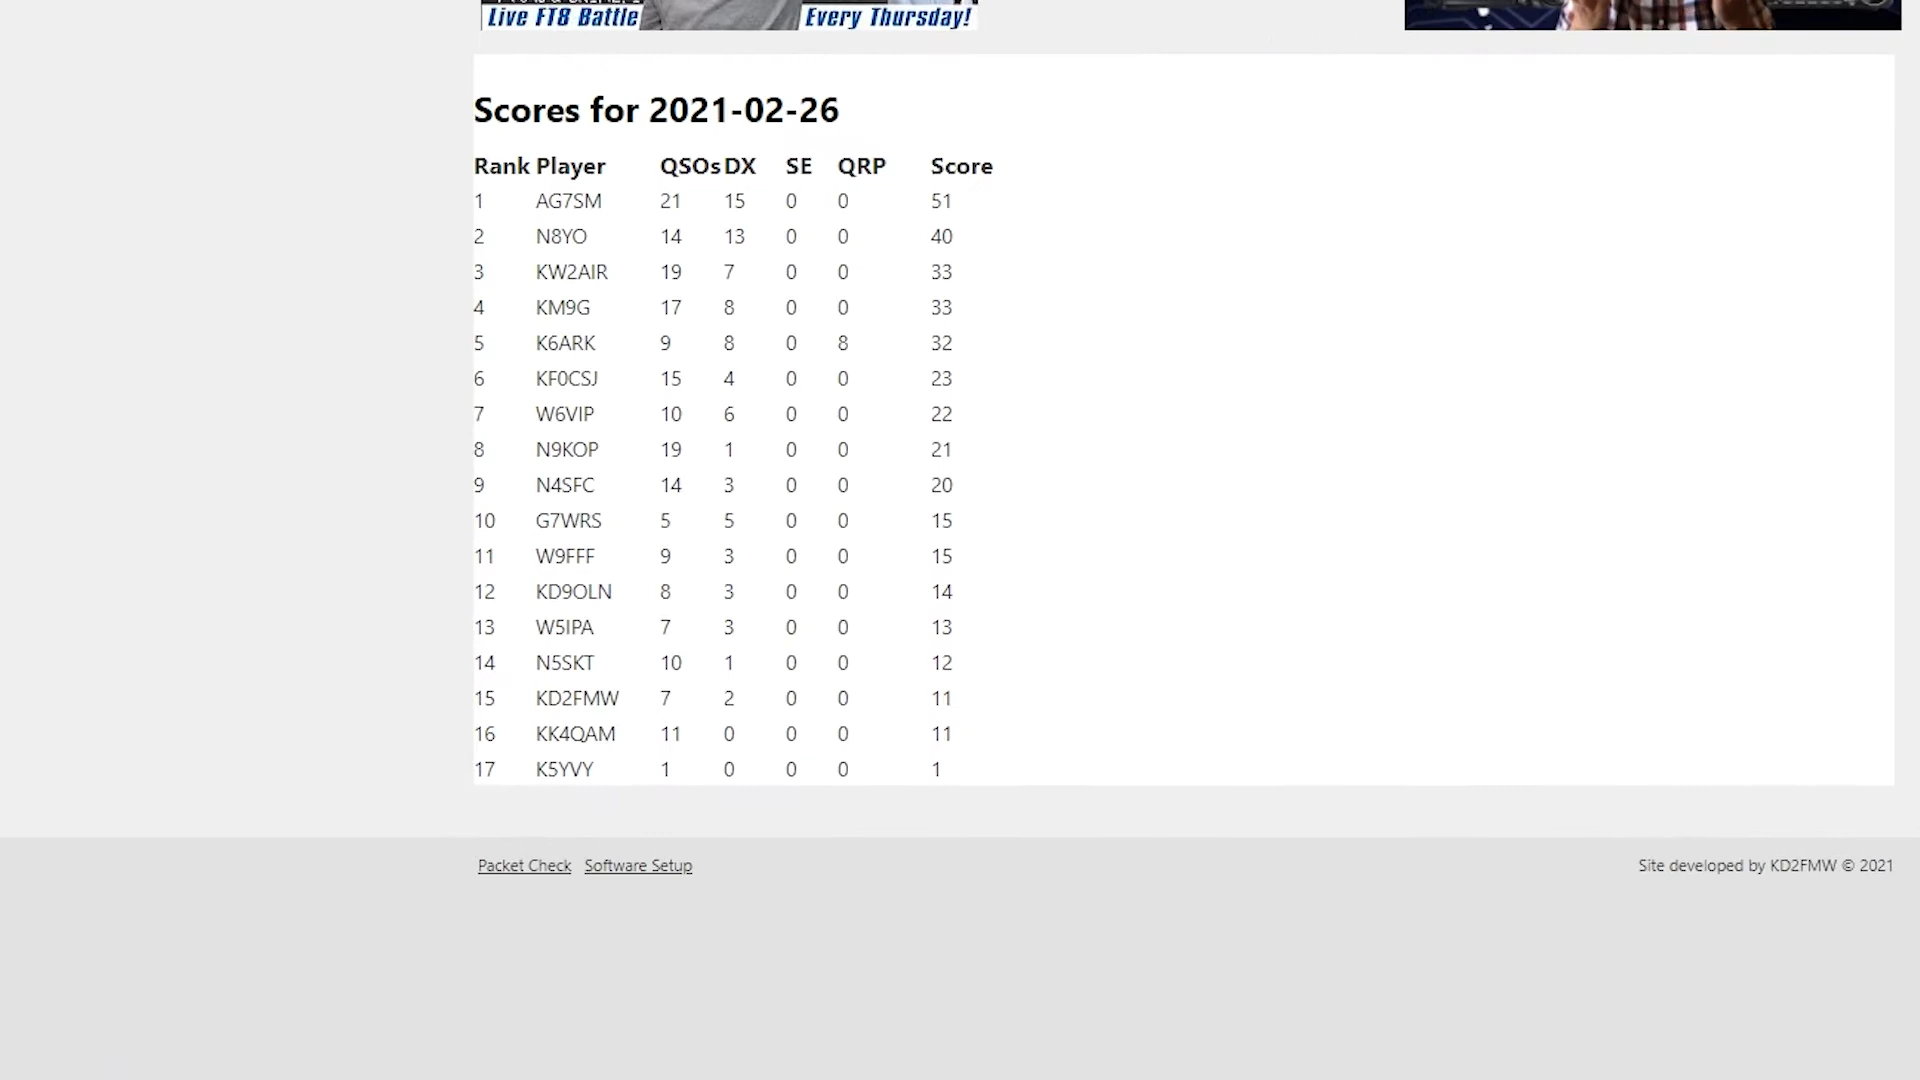 Live FT8 Battle Every Thursday!
Scores for 2021-02-26
Rank Player QSOs DX SE QRP Score
1 AG7SM 21 15 0 0 51
2 N8YO 14 13 0 0 40
3 KW2AIR 19 7 0 0 33
4 KM9G 17 8 0 0 33
5 K6ARK 9 8 0 8 32
6 KF0CSJ 15 4 0 0 23
7 W6VIP 10 6 0 0 22
8 N9KOP 19 1 0 0 21
9 N4SFC 14 3 0 0 20
10 G7WRS 5 5 0 0 15
11 W9FFF 9 3 0 0 15
12 KD9OLN 8 3 0 0 14
13 W5IPA 7 3 0 0 13
14 N5SKT 10 1 0 0 12
15 KD2FMW 7 2 0 0 11
16 KK4QAM 11 0 0 0 11
17 K5YVY 1 0 0 0 1
Packet Check Software Setup Site developed by KD2FMW © 2021